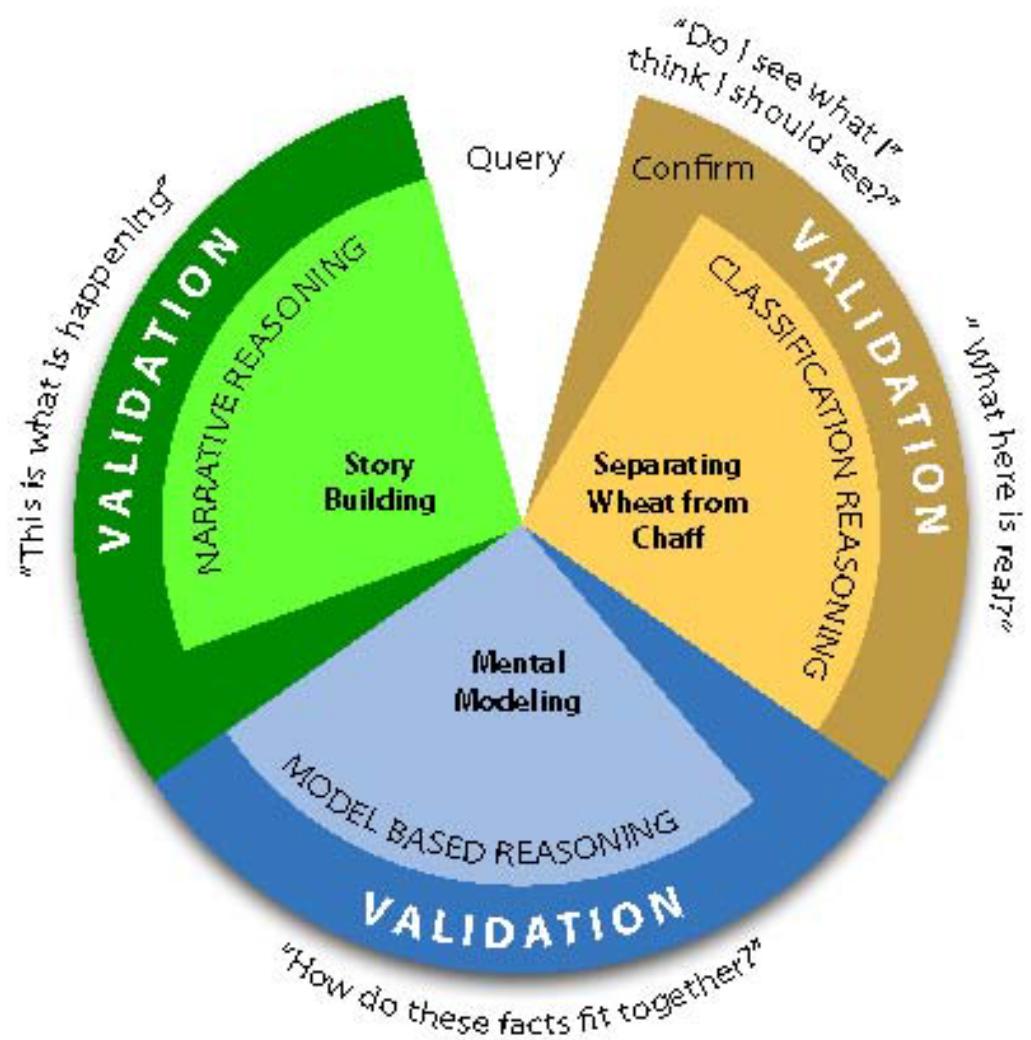 Query
"Do I see what I"
think I should see?"
Confirm
VALIDATION
CLASSIFICATION REASONING
Separating
Wheat from
Chaff
"What here is real?"
Mental
Modeling
MODEL BASED REASONING
VALIDATION
"How do these facts fit together?"
Story
Building
NARRATIVE REASONING
VALIDATION
"This is what is happening"